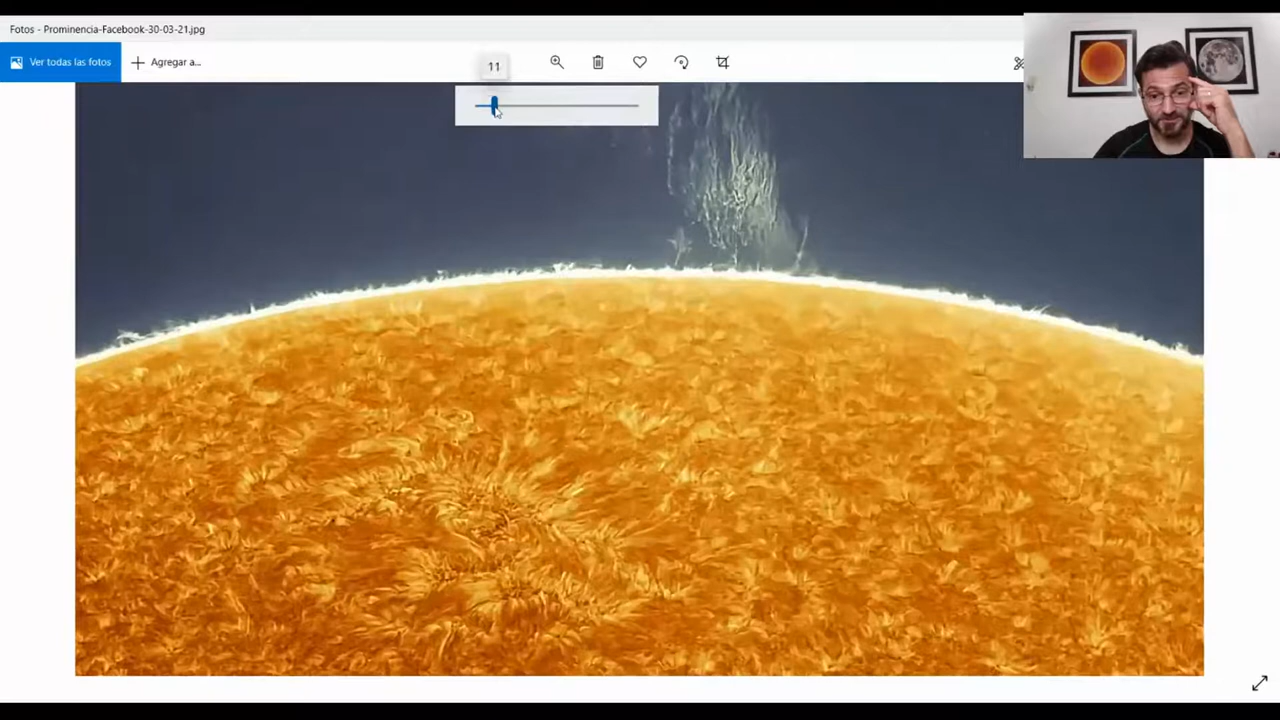 Fotos - Prominencia-Facebook-30-03-21.jpg
Ver todas las fotos
Agregar a...
11